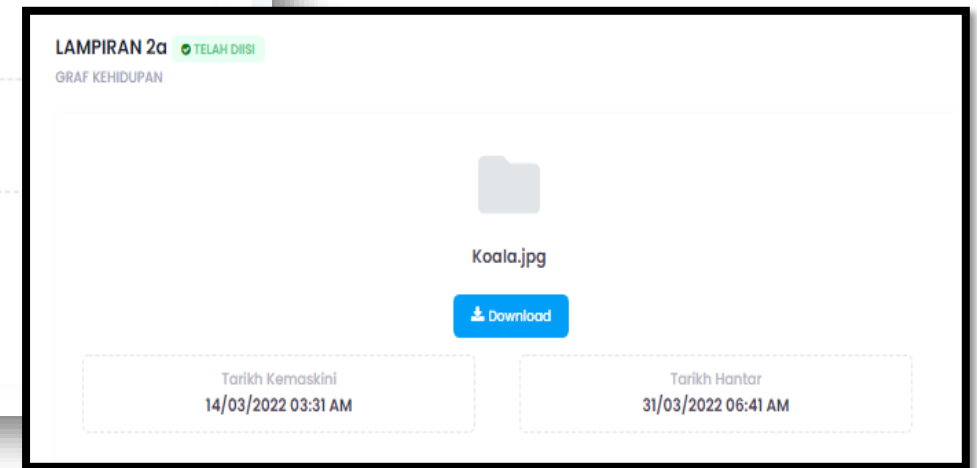 LAMPIRAN 2a TELAH DIISI
GRAF KEHIDUPAN
Koala.jpg
Download
Tarikh Kemaskini
14/03/2022 03:31 AM
Tarikh Hantar
31/03/2022 06:41 AM